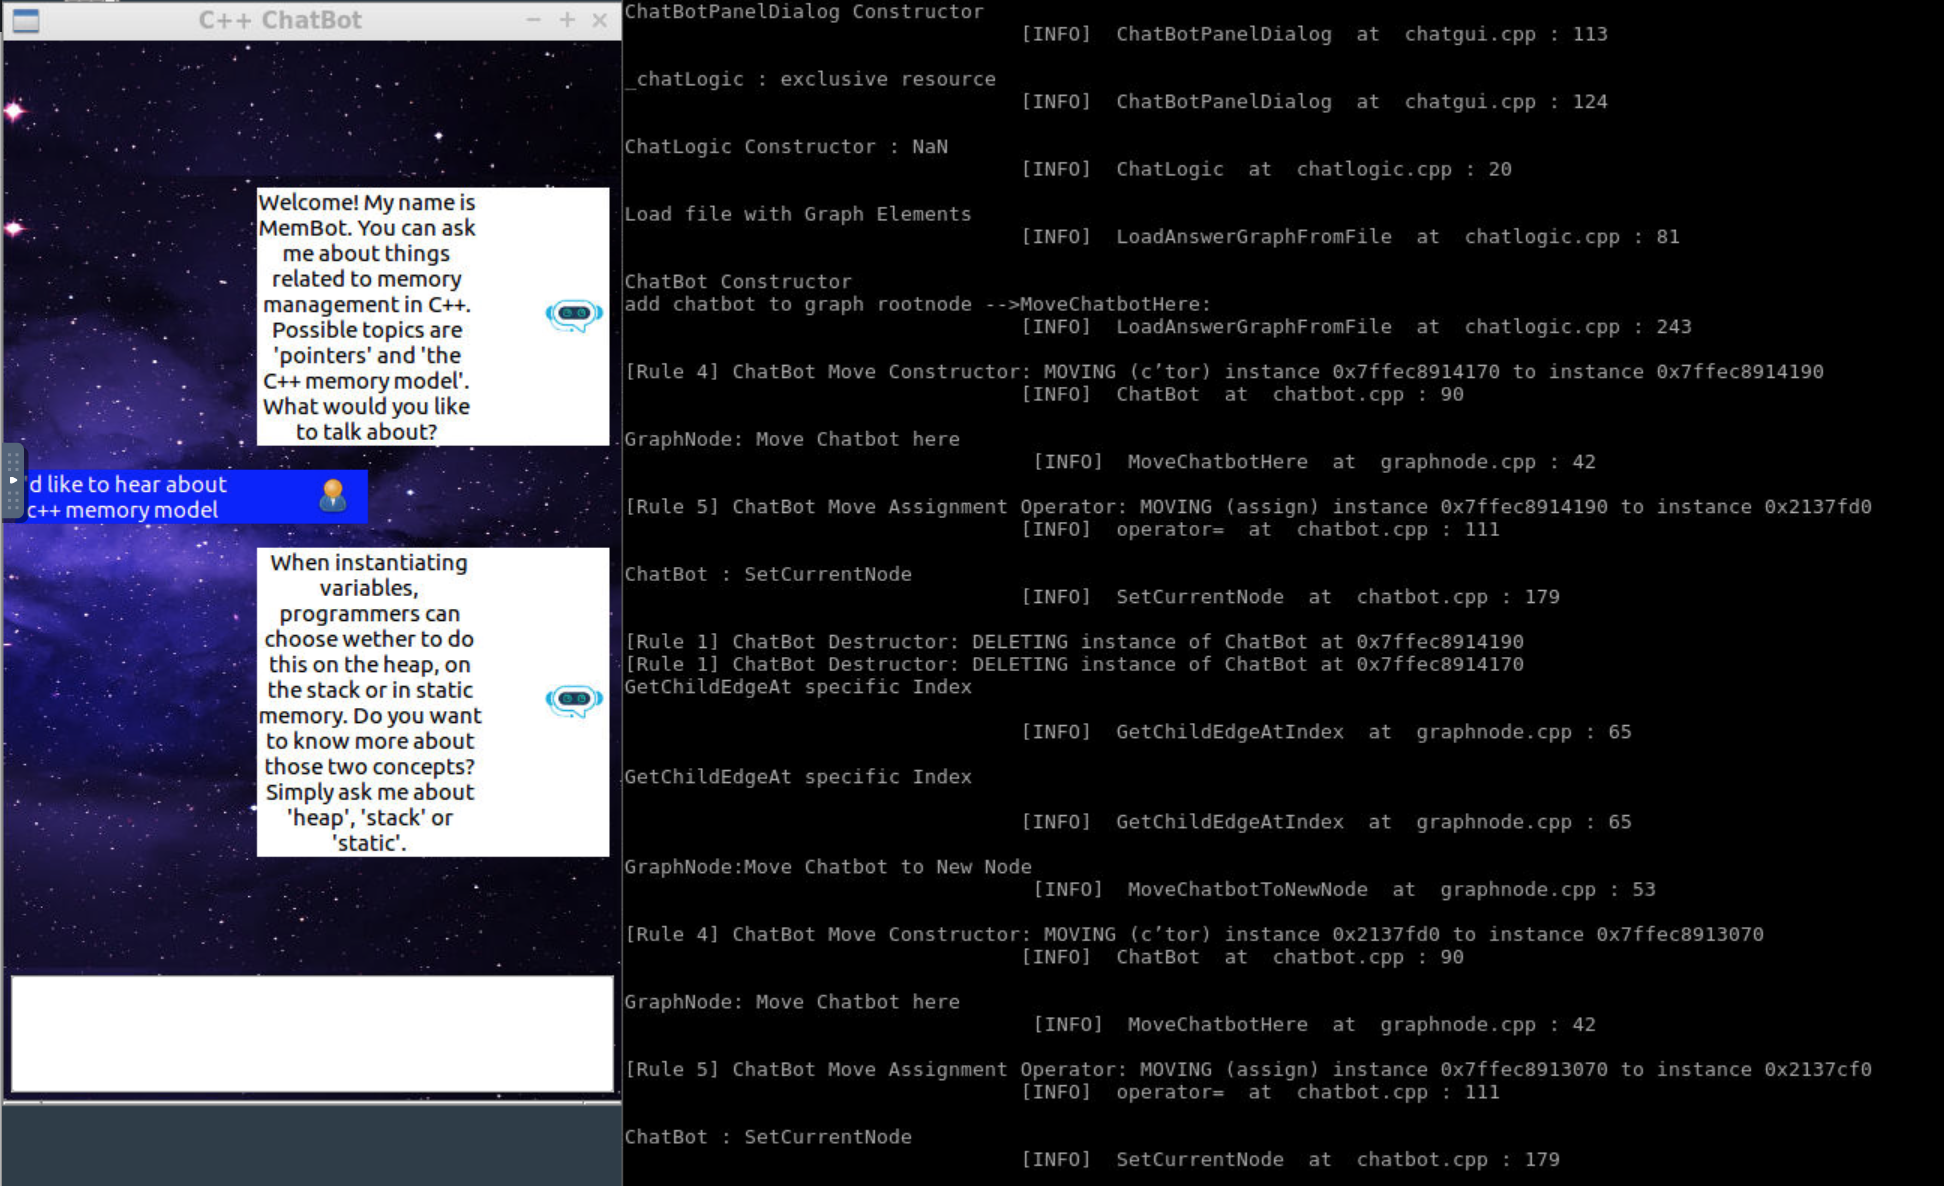 C++ ChatBot
Welcome! My name is
MemBot. You can ask
me about things
related to memory
management in C++.
Possible topics are
'pointers' and 'the
C++ memory model'.
What would you like
to talk about?
'd like to hear about
c++ memory model
When instantiating
variables,
programmers can
choose wether to do
this on the heap, on
the stack or in static
memory. Do you want
to know more about
those two concepts?
Simply ask me about
'heap', 'stack' or
'static'.
ChatBotPanelDialog Constructor
[INFO] ChatBotPanelDialog at chatgui.cpp : 113
_chatLogic : exclusive resource
[INFO] ChatBotPanelDialog at chatgui.cpp : 124
ChatLogic Constructor : NaN
[INFO] ChatLogic at chatlogic.cpp : 20
Load file with Graph Elements
[INFO] LoadAnswerGraphFromFile at chatlogic.cpp : 81
ChatBot Constructor
add chatbot to graph rootnode -->MoveChatbotHere:
[INFO] LoadAnswerGraphFromFile at chatlogic.cpp : 243
[Rule 4] ChatBot Move Constructor: MOVING (c’tor) instance 0x7ffec8914170 to instance 0x7ffec8914190
[INFO] ChatBot at chatbot.cpp : 90
GraphNode: Move Chatbot here
[INFO] MoveChatbotHere at graphnode.cpp : 42
[Rule 5] ChatBot Move Assignment Operator: MOVING (assign) instance 0x7ffec8914190 to instance 0x2137fd0
[INFO] operator= at chatbot.cpp : 111
ChatBot : SetCurrentNode
[INFO] SetCurrentNode at chatbot.cpp : 179
[Rule 1] ChatBot Destructor: DELETING instance of ChatBot at 0x7ffec8914190
[Rule 1] ChatBot Destructor: DELETING instance of ChatBot at 0x7ffec8914170
GetChildEdgeAt specific Index
[INFO] GetChildEdgeAtIndex at graphnode.cpp : 65
GetChildEdgeAt specific Index
[INFO] GetChildEdgeAtIndex at graphnode.cpp : 65
GraphNode:Move Chatbot to New Node
[INFO] MoveChatbotToNewNode at graphnode.cpp : 53
[Rule 4] ChatBot Move Constructor: MOVING (c’tor) instance 0x2137fd0 to instance 0x7ffec8913070
[INFO] ChatBot at chatbot.cpp : 90
GraphNode: Move Chatbot here
[INFO] MoveChatbotHere at graphnode.cpp : 42
[Rule 5] ChatBot Move Assignment Operator: MOVING (assign) instance 0x7ffec8913070 to instance 0x2137cf0
[INFO] operator= at chatbot.cpp : 111
ChatBot : SetCurrentNode
[INFO] SetCurrentNode at chatbot.cpp : 179